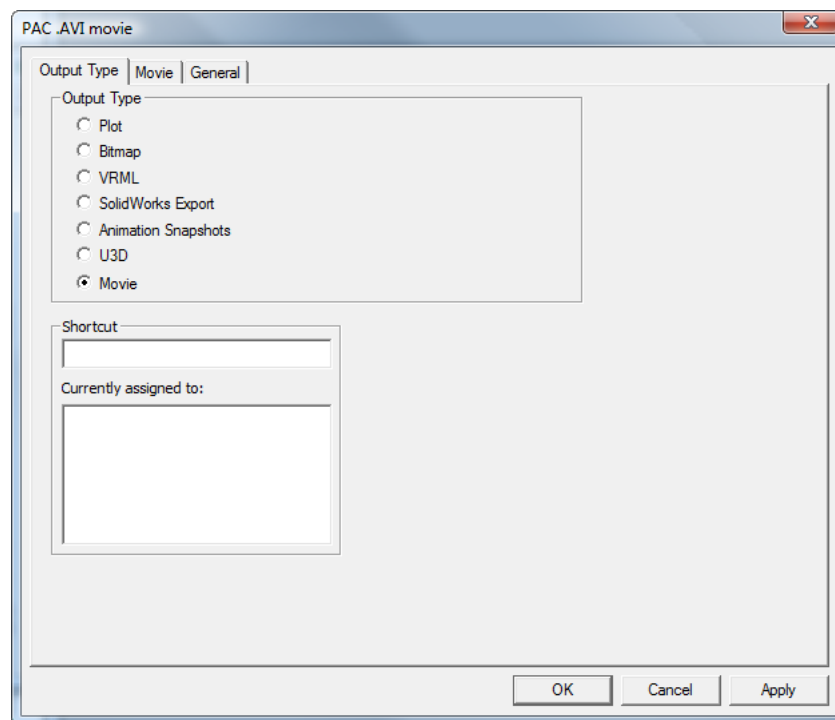 PAC .AVI movie
Output Type Movie General
Output Type
Plot
Bitmap
VRML
SolidWorks Export
Animation Snapshots
U3D
Movie
Shortcut
Currently assigned to:
OK Cancel Apply